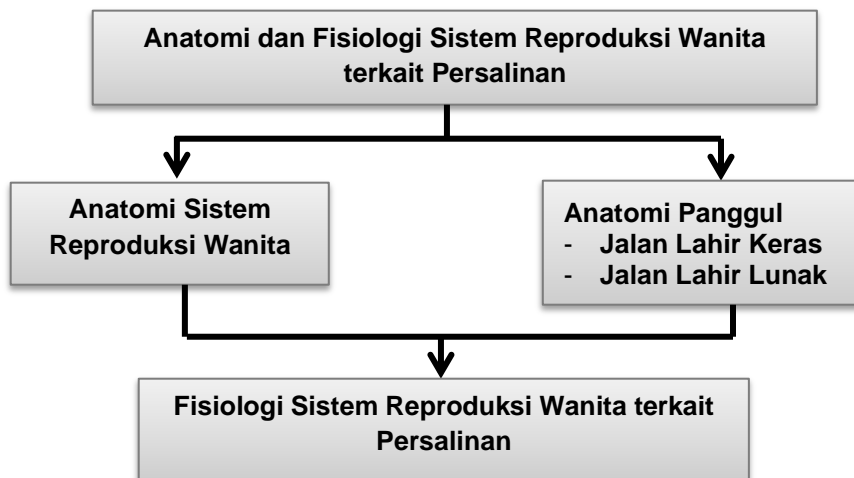 Anatomi dan Fisiologi Sistem Reproduksi Wanita
terkait Persalinan
Anatomi Sistem
Reproduksi Wanita
Anatomi Panggul
- Jalan Lahir Keras
- Jalan Lahir Lunak
Fisiologi Sistem Reproduksi Wanita terkait
Persalinan